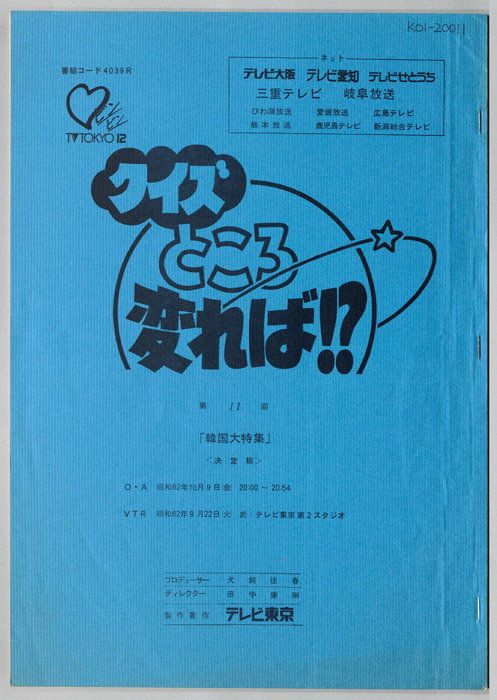 K01-20011
番組コード4039R
ネット
テレビ大阪 テレビ愛知 テレビせとうち
三重テレビ 岐阜放送
びわ湖放送 愛媛放送 広島テレビ
熊本放送 鹿児島テレビ 新潟総合テレビ
TV TOKYO 12
クイズ
ところ
変れば!?
第 11 回
「韓国大特集」
<決定稿>
O・A 昭和62年10月9日(金) 20:00~20:54
VTR 昭和62年9月22日(火) 於:テレビ東京第2スタジオ
プロデューサー 犬飼佳春
ディレクター 田中康
製作著作 テレビ東京